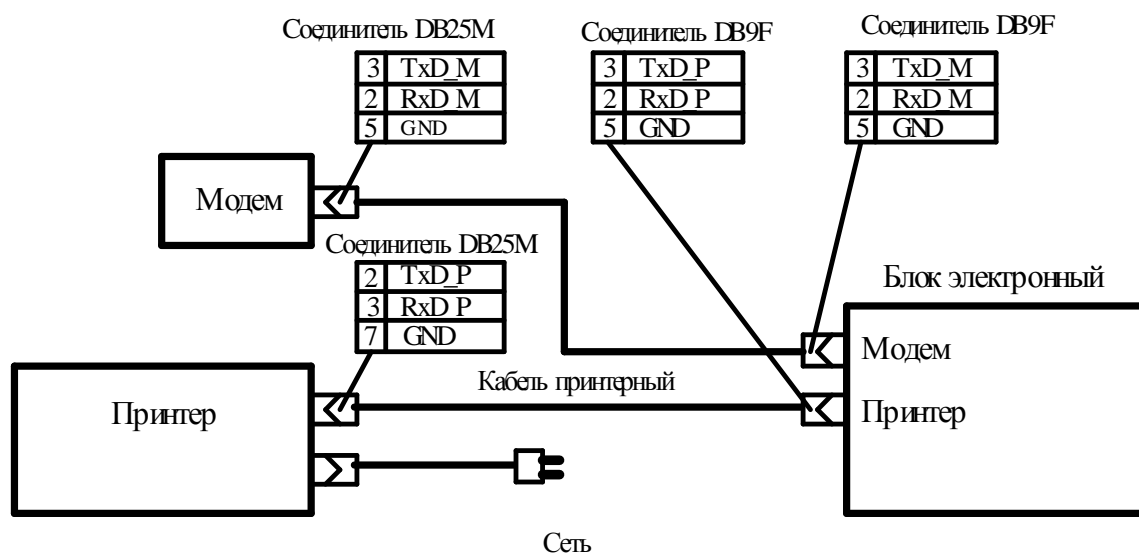 Соединитель DB25M
3 TxD_M
2 RxD_M
5 GND
Соединитель DB9F
3 TxD_P
2 RxD_P
5 GND
Соединитель DB9F
3 TxD_M
2 RxD_M
5 GND
Модем
Соединитель DB25M
2 TxD_P
3 RxD_P
7 GND
Блок электронный
Модем
Принтер
Кабель принтерный
Принтер
Сеть